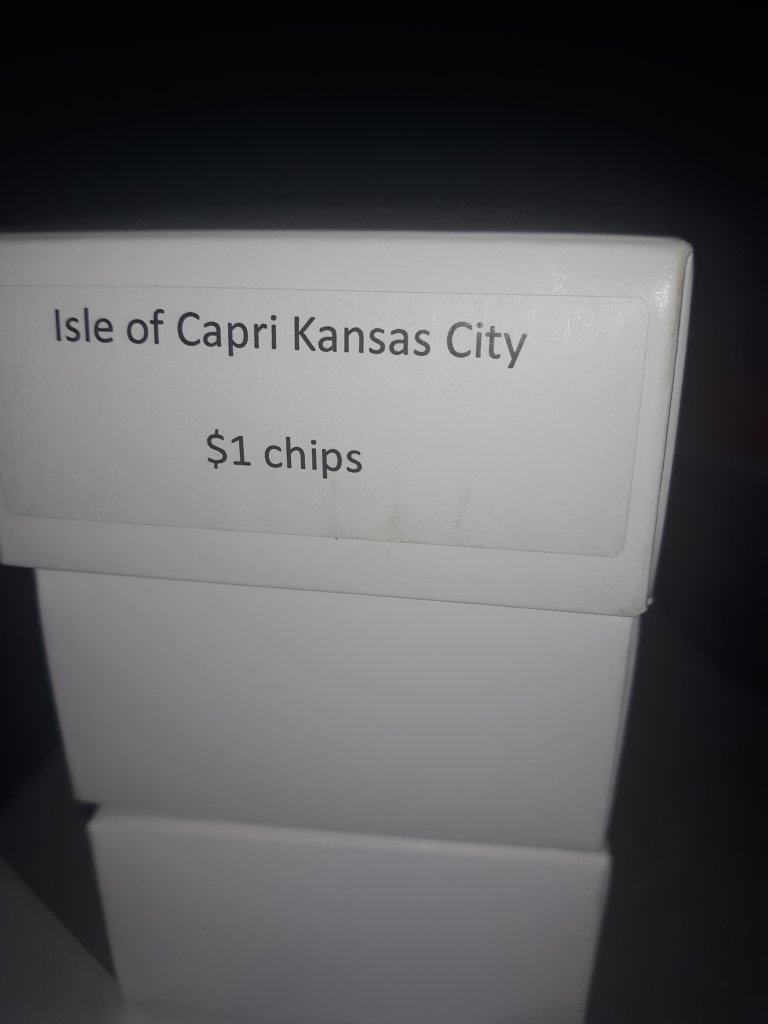 Isle of Capri Kansas City
$1 chips